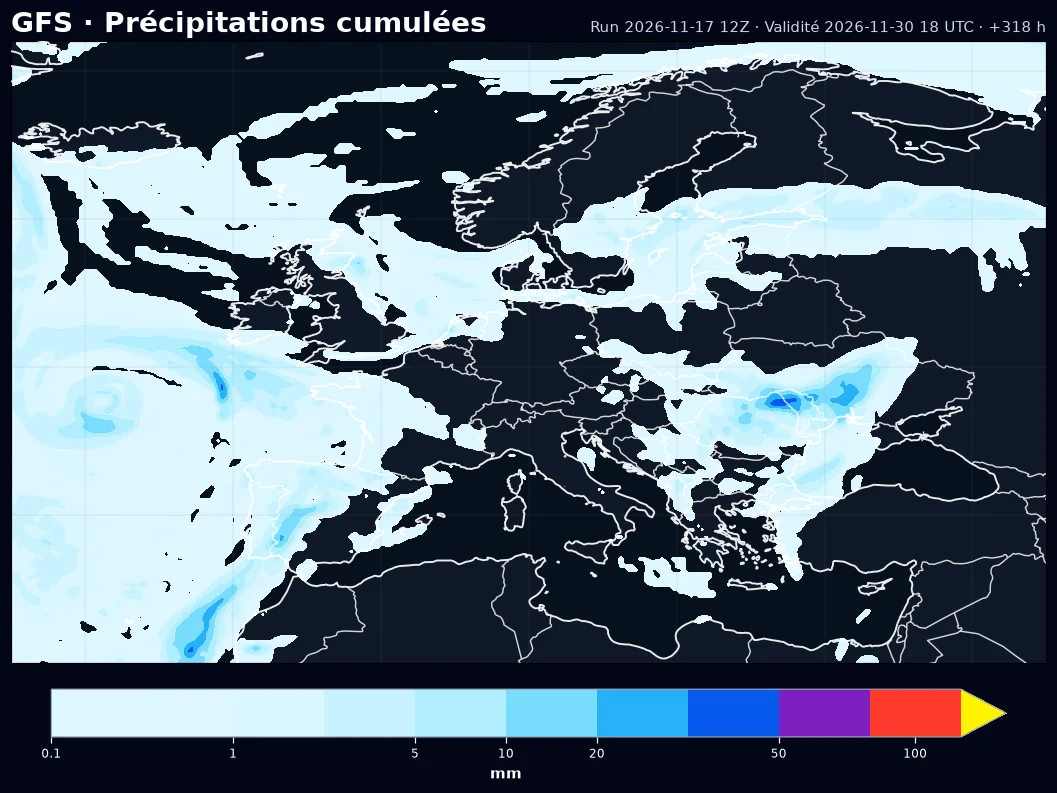 GFS · Précipitations cumulées
Run 2026-11-17 12Z · Validité 2026-11-30 18 UTC · +318 h
0.1 1 5 10 20 50 100
mm